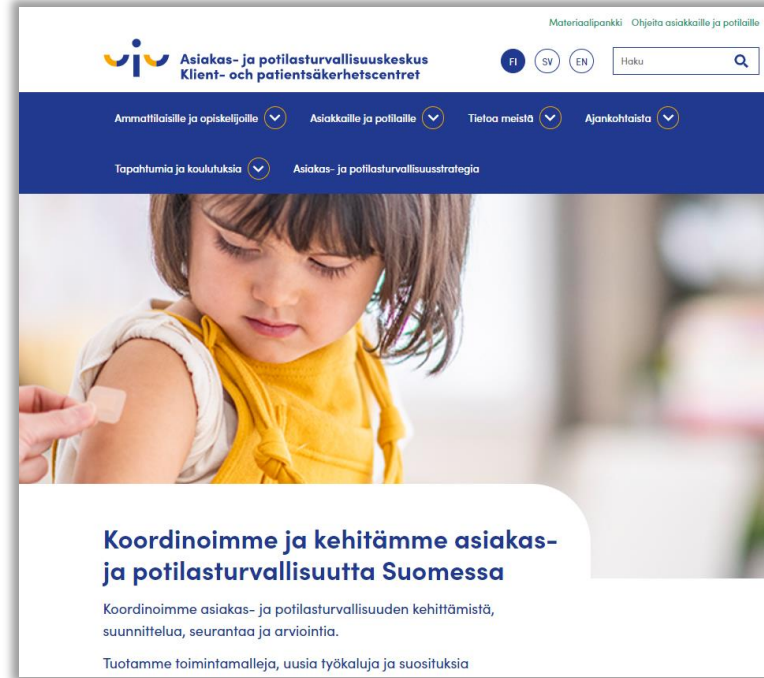 Materiaalipankki Ohjeita asiakkaille ja potilaille
Asiakas- ja potilasturvallisuuskeskus
Klient- och patientsäkerhetscentret
FI SV EN Haku
Ammattilaisille ja opiskelijoille Asiakkaille ja potilaille Tietoa meistä Ajankohtaista
Tapahtumia ja koulutuksia Asiakas- ja potilasturvallisuusstrategia
Koordinoimme ja kehitämme asiakas-
ja potilasturvallisuutta Suomessa
Koordinoimme asiakas- ja potilasturvallisuuden kehittämistä,
suunnittelua, seurantaa ja arviointia.
Tuotamme toimintamalleja, uusia työkaluja ja suosituksia